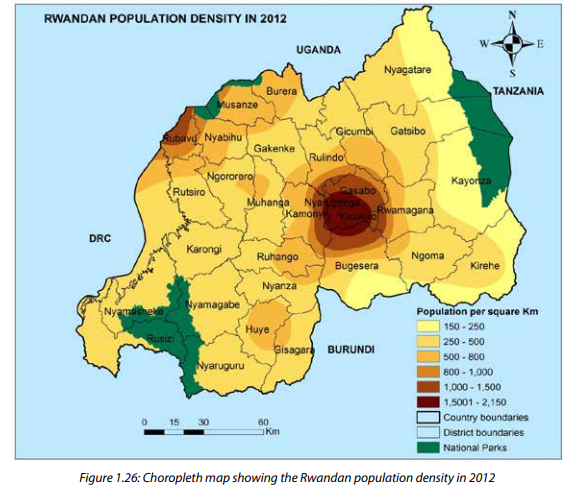 RWANDAN POPULATION DENSITY IN 2012
N
W
E
S
UGANDA
TANZANIA
DRC
BURUNDI
Nyagatare
Burera
Musanze
Rubavu
Nyabihu
Gicumbi
Gatsibo
Gakenke
Rulindo
Ngororero
Kayonza
Rutsiro
Gasabo
Muhanga
Nyarugenge
Kamonyi
Kicukiro
Rwamagana
Karongi
Ruhango
Bugesera
Ngoma
Kirehe
Nyanza
Nyamasheke
Nyamagabe
Huye
Rusizi
Gisagara
Nyaruguru
Population per square Km
150 - 250
250 - 500
500 - 800
800 - 1,000
1,000 - 1,500
1,5001 - 2,150
Country boundaries
District boundaries
National Parks
0 15 30 60
Km
Figure 1.26: Choropleth map showing the Rwandan population density in 2012